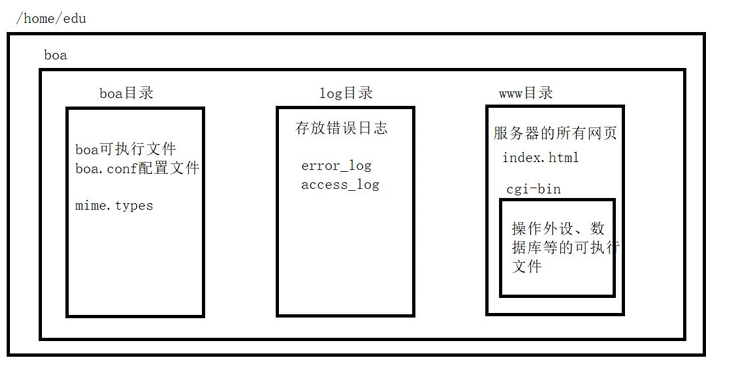 /home/edu
boa
boa目录
boa可执行文件
boa.conf配置文件
mime.types
log目录
存放错误日志
error_log
access_log
www目录
服务器的所有网页
index.html
cgi-bin
操作外设、数
据库等的可执行
文件